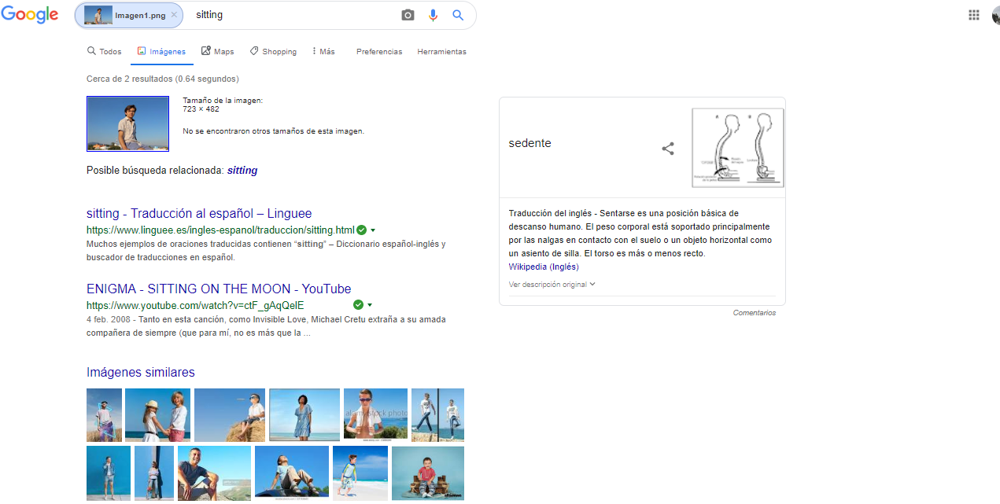 Google
Imagen1.png ×
sitting
Todos
Imágenes
Maps
Shopping
Más
Preferencias
Herramientas
Cerca de 2 resultados (0.64 segundos)
Tamaño de la imagen:
723 × 482
No se encontraron otros tamaños de esta imagen.
Posible búsqueda relacionada: sitting
sitting - Traducción al español – Linguee
https://www.linguee.es/ingles-espanol/traduccion/sitting.html
Muchos ejemplos de oraciones traducidas contienen “sitting” – Diccionario español-inglés y
buscador de traducciones en español.
ENIGMA - SITTING ON THE MOON - YouTube
https://www.youtube.com/watch?v=ctF_gAqQelE
4 feb. 2008 - Tanto en esta canción, como Invisible Love, Michael Cretu extraña a su amada
compañera de siempre (que para mí, no es más que la ...
Imágenes similares
alamy stock photo
sedente
A
B
Traducción del inglés - Sentarse es una posición básica de
descanso humano. El peso corporal está soportado principalmente
por las nalgas en contacto con el suelo o un objeto horizontal como
un asiento de silla. El torso es más o menos recto.
Wikipedia (Inglés)
Ver descripción original
Comentarios